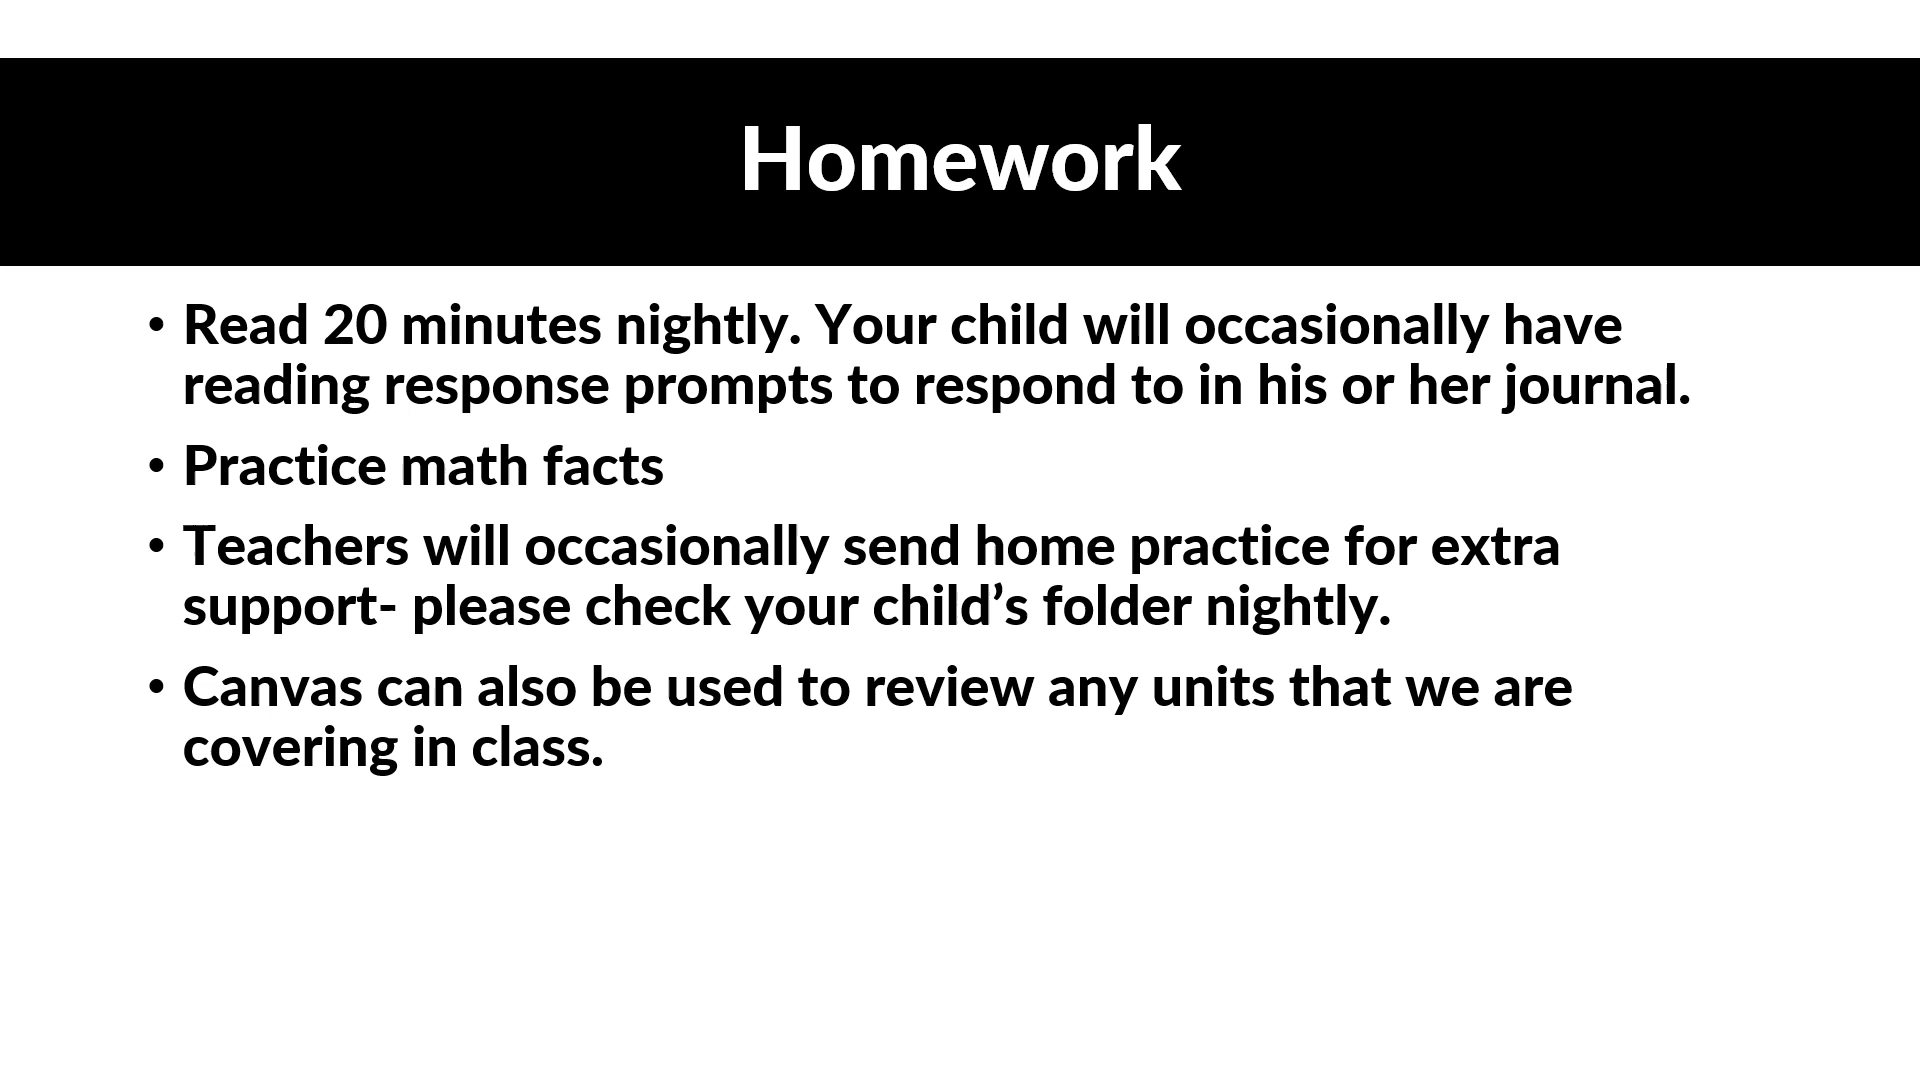 Homework
• Read 20 minutes nightly. Your child will occasionally have
reading response prompts to respond to in his or her journal.
• Practice math facts
• Teachers will occasionally send home practice for extra
support- please check your child’s folder nightly.
• Canvas can also be used to review any units that we are
covering in class.